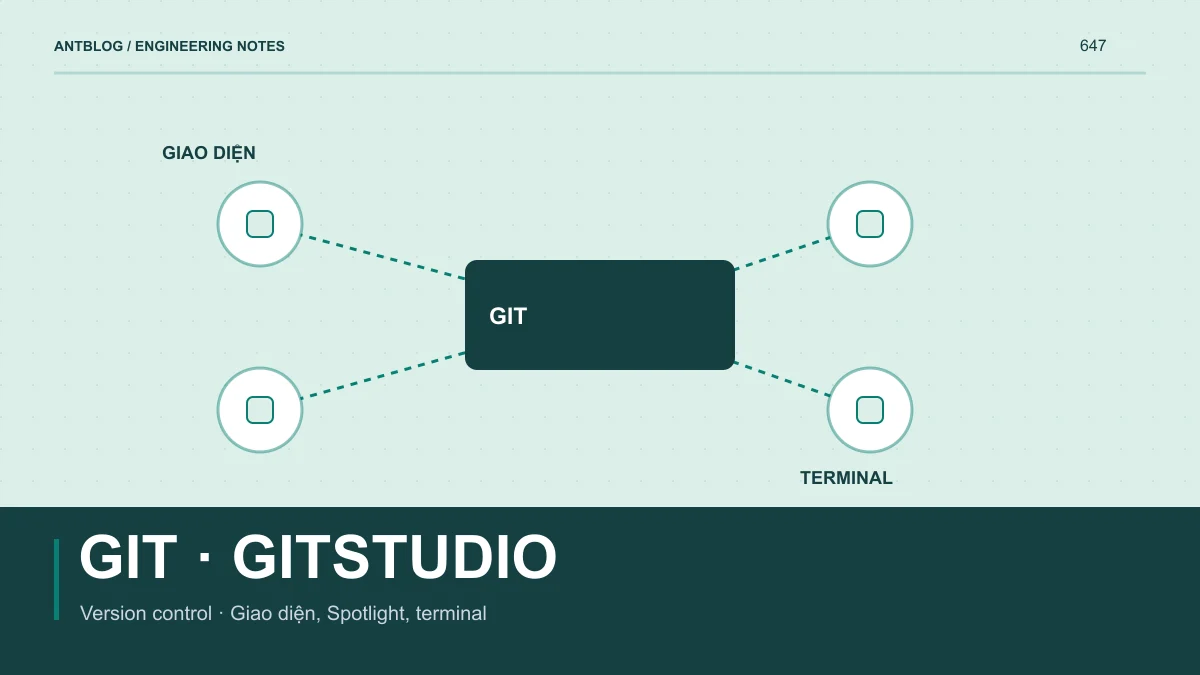 ANTBLOG / ENGINEERING NOTES
647
GIAO DIỆN
GIT
TERMINAL
GIT · GITSTUDIO
Version control · Giao diện, Spotlight, terminal